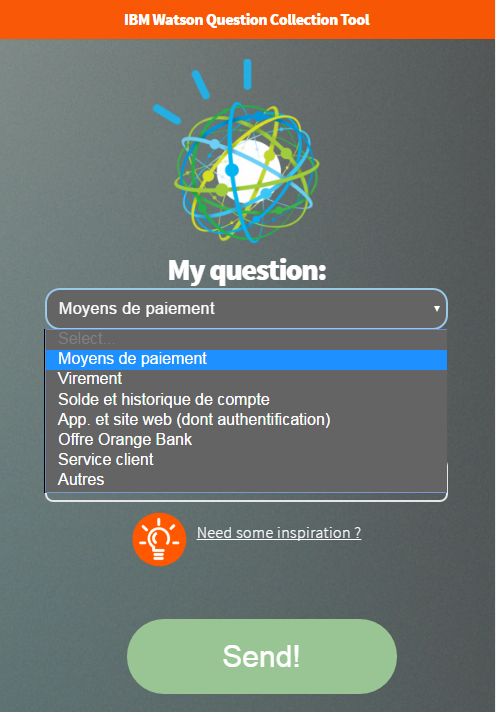 IBM Watson Question Collection Tool
My question:
Moyens de paiement
Select...
Moyens de paiement
Virement
Solde et historique de compte
App. et site web (dont authentification)
Offre Orange Bank
Service client
Autres
Need some inspiration ?
Send!